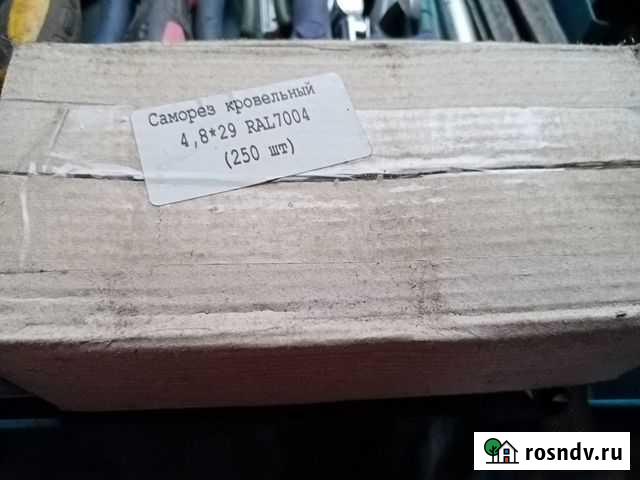 Саморез кровельный
4,8*29 RAL7004
(250 шт)
rosndv.ru